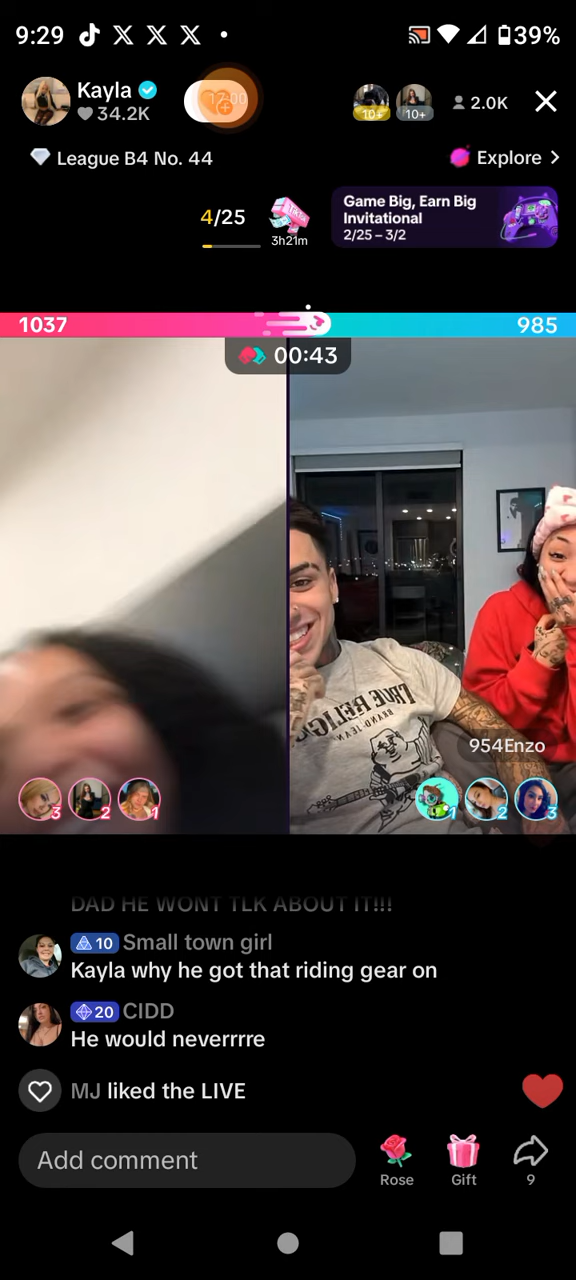 9:29
39%
Kayla
34.2K
10+
10+
2.0K
League B4 No. 44
Explore
4/25
3h21m
Game Big, Earn Big
Invitational
2/25 – 3/2
1037
985
00:43
TRUE RELIGION
BRAND JEAN
954Enzo
3
2
1
1
2
3
DAD HE WONT TLK ABOUT IT!!!
10 Small town girl
Kayla why he got that riding gear on
20 CIDD
He would neverrrre
MJ liked the LIVE
Add comment
Rose
Gift
9